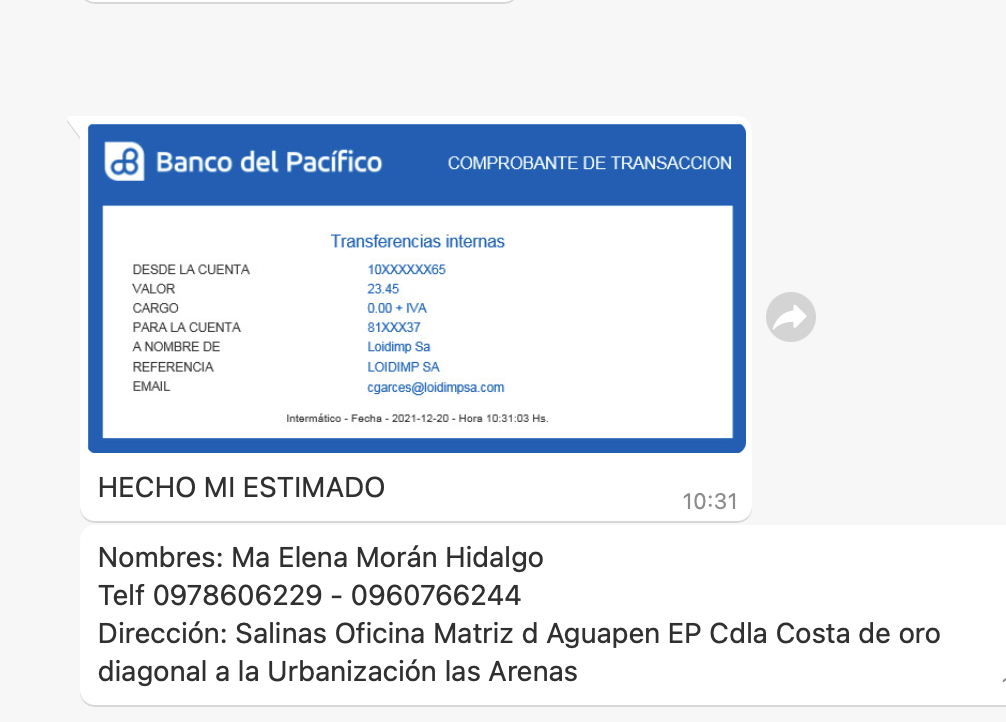 Banco del Pacífico
COMPROBANTE DE TRANSACCION
Transferencias internas
DESDE LA CUENTA 10XXXXXX65
VALOR 23.45
CARGO 0.00 + IVA
PARA LA CUENTA 81XXX37
A NOMBRE DE Loidimp Sa
REFERENCIA LOIDIMP SA
EMAIL cgarces@loidimpsa.com
Intermático - Fecha - 2021-12-20 - Hora 10:31:03 Hs.
HECHO MI ESTIMADO
10:31
Nombres: Ma Elena Morán Hidalgo
Telf 0978606229 - 0960766244
Dirección: Salinas Oficina Matriz d Aguapen EP Cdla Costa de oro
diagonal a la Urbanización las Arenas